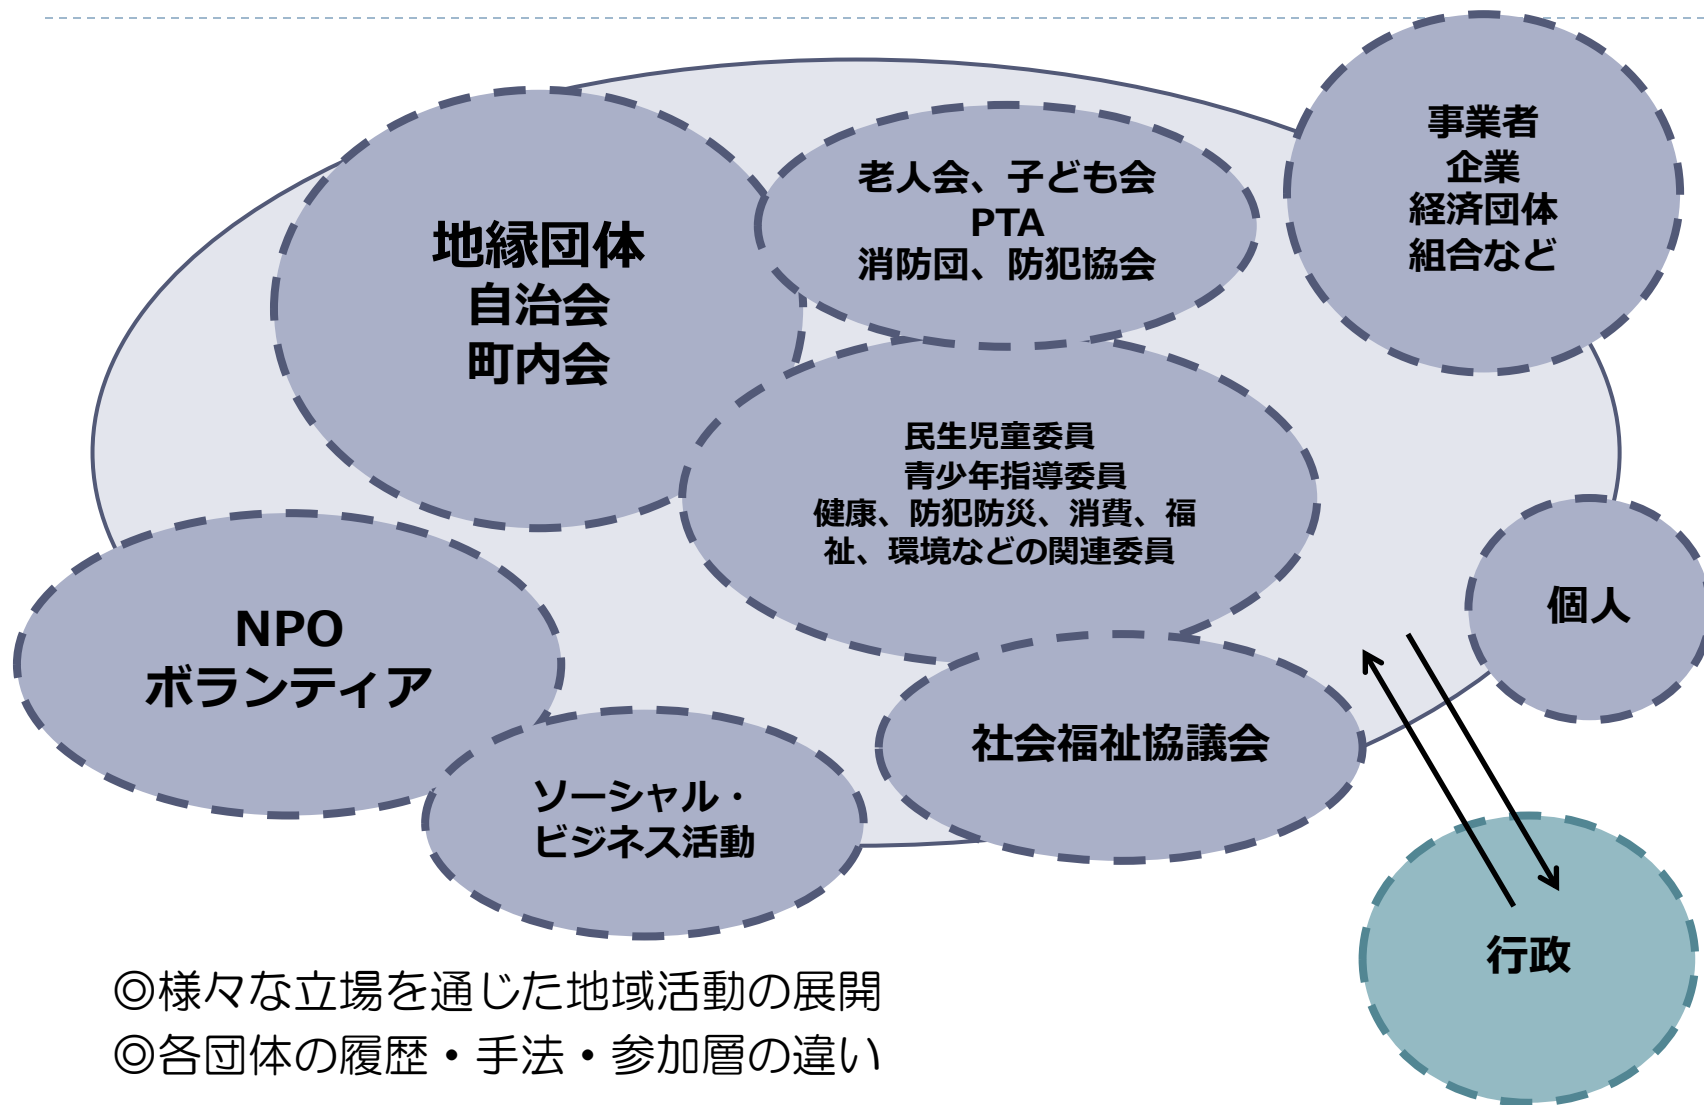 地縁団体
自治会
町内会
老人会、子ども会
PTA
消防団、防犯協会
事業者
企業
経済団体
組合など
民生児童委員
青少年指導委員
健康、防犯防災、消費、福
祉、環境などの関連委員
NPO
ボランティア
個人
社会福祉協議会
ソーシャル・
ビジネス活動
行政
◎様々な立場を通じた地域活動の展開
◎各団体の履歴・手法・参加層の違い